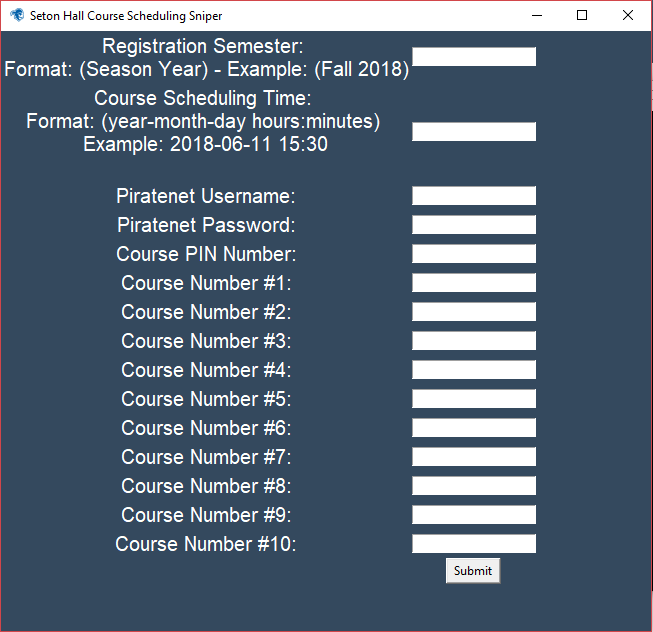 Seton Hall Course Scheduling Sniper
Registration Semester:
Format: (Season Year) - Example: (Fall 2018)
Course Scheduling Time:
Format: (year-month-day hours:minutes)
Example: 2018-06-11 15:30
Piratenet Username:
Piratenet Password:
Course PIN Number:
Course Number #1:
Course Number #2:
Course Number #3:
Course Number #4:
Course Number #5:
Course Number #6:
Course Number #7:
Course Number #8:
Course Number #9:
Course Number #10:
Submit